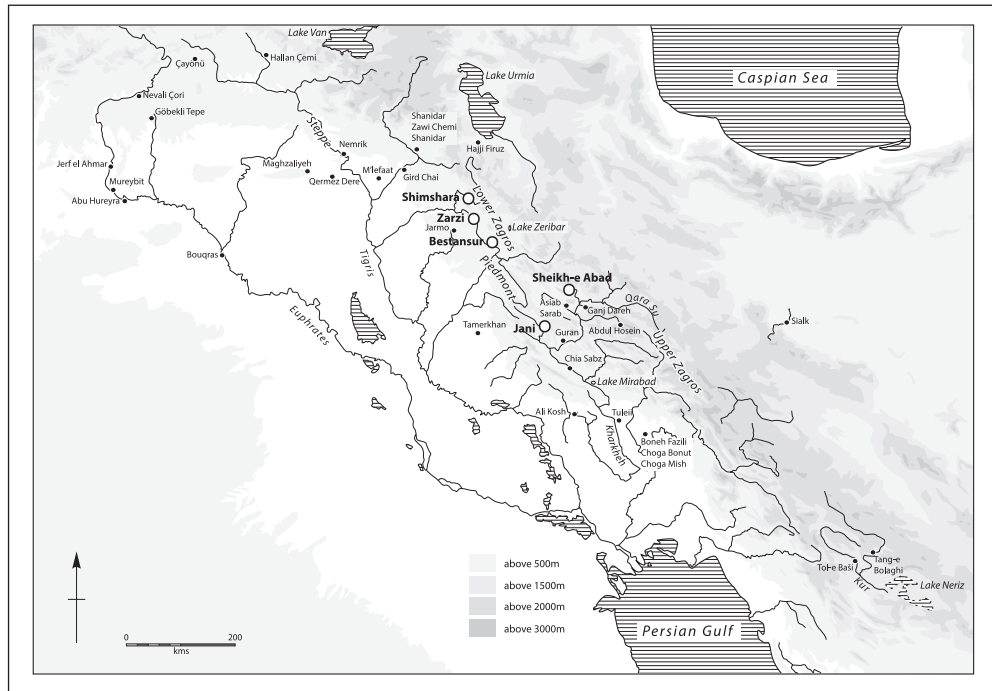 Lake Van
Caspian Sea
Çayönü
Hallan Çemi
Lake Urmia
Nevali Çori
Göbekli Tepe
Steppe
Shanidar
Zawi Chemi
Shanidar
Nemrik
Hajji Firuz
Jerf el Ahmar
Maghzaliyeh
M'lefaat
Gird Chai
Qermez Dere
Mureybit
Abu Hureyra
Shimshara
Lower Zagros
Zarzi
Jarmo
Lake Zeribar
Bestansur
Bouqras
Tigris
Piedmont
Sheikh-e Abad
Euphrates
Asiab
Sarab
Ganj Dareh
Qara Su
Upper Zagros
Sialk
Tamerkhan
Jani
Guran
Abdul Hosein
Chia Sabz
Lake Mirabad
Ali Kosh
Tuleii
Kharkheh
Boneh Fazili
Choga Bonut
Choga Mish
above 500m
above 1500m
above 2000m
above 3000m
Tol-e Baši
Tang-e
Bolaghi
Kur
Lake Neriz
Persian Gulf
0 200
kms